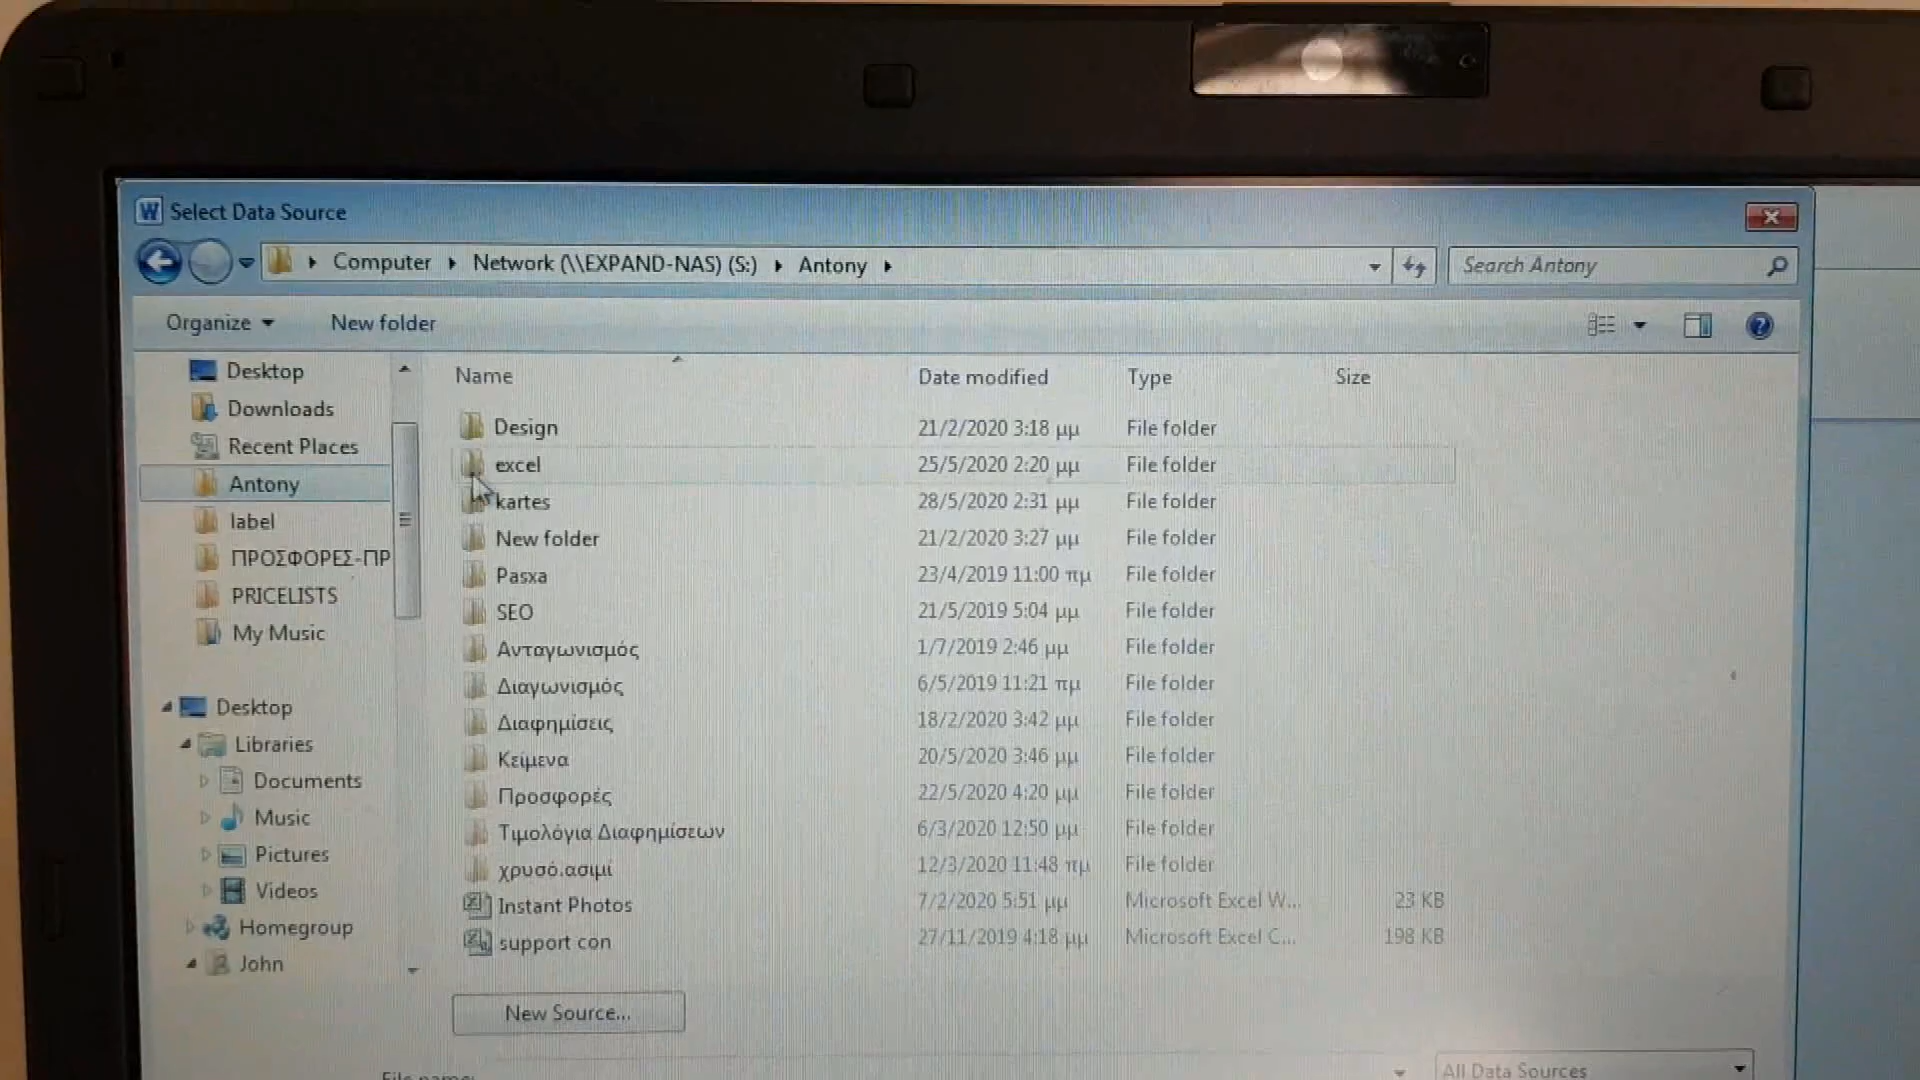 Select Data Source
Computer Network (\\EXPAND-NAS) (S:) Antony
Search Antony
Organize New folder
Name Date modified Type Size
Desktop
Downloads
Recent Places
Antony
label
ΠΡΟΣΦΟΡΕΣ-ΠΡ
PRICELISTS
My Music
Desktop
Libraries
Documents
Music
Pictures
Videos
Homegroup
John
Design 21/2/2020 3:18 μμ File folder
excel 25/5/2020 2:20 μμ File folder
kartes 28/5/2020 2:31 μμ File folder
New folder 21/2/2020 3:27 μμ File folder
Pasxa 23/4/2019 11:00 πμ File folder
SEO 21/5/2019 5:04 μμ File folder
Ανταγωνισμός 1/7/2019 2:46 μμ File folder
Διαγωνισμός 6/5/2019 11:21 πμ File folder
Διαφημίσεις 18/2/2020 3:42 μμ File folder
Κείμενα 20/5/2020 3:46 μμ File folder
Προσφορές 22/5/2020 4:20 μμ File folder
Τιμολόγια Διαφημίσεων 6/3/2020 12:50 μμ File folder
χρυσό.ασιμί 12/3/2020 11:48 πμ File folder
Instant Photos 7/2/2020 5:51 μμ Microsoft Excel W... 23 KB
support con 27/11/2019 4:18 μμ Microsoft Excel C... 198 KB
New Source...
File name:
All Data Sources